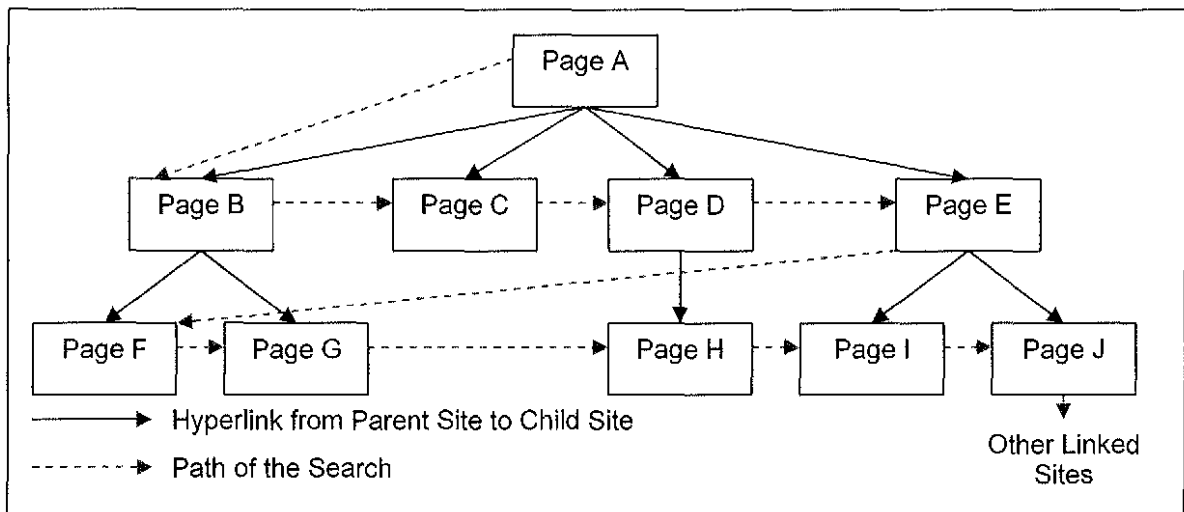 Page A
Page B
Page C
Page D
Page E
Page F
Page G
Page H
Page I
Page J
Hyperlink from Parent Site to Child Site
Path of the Search
Other Linked
Sites